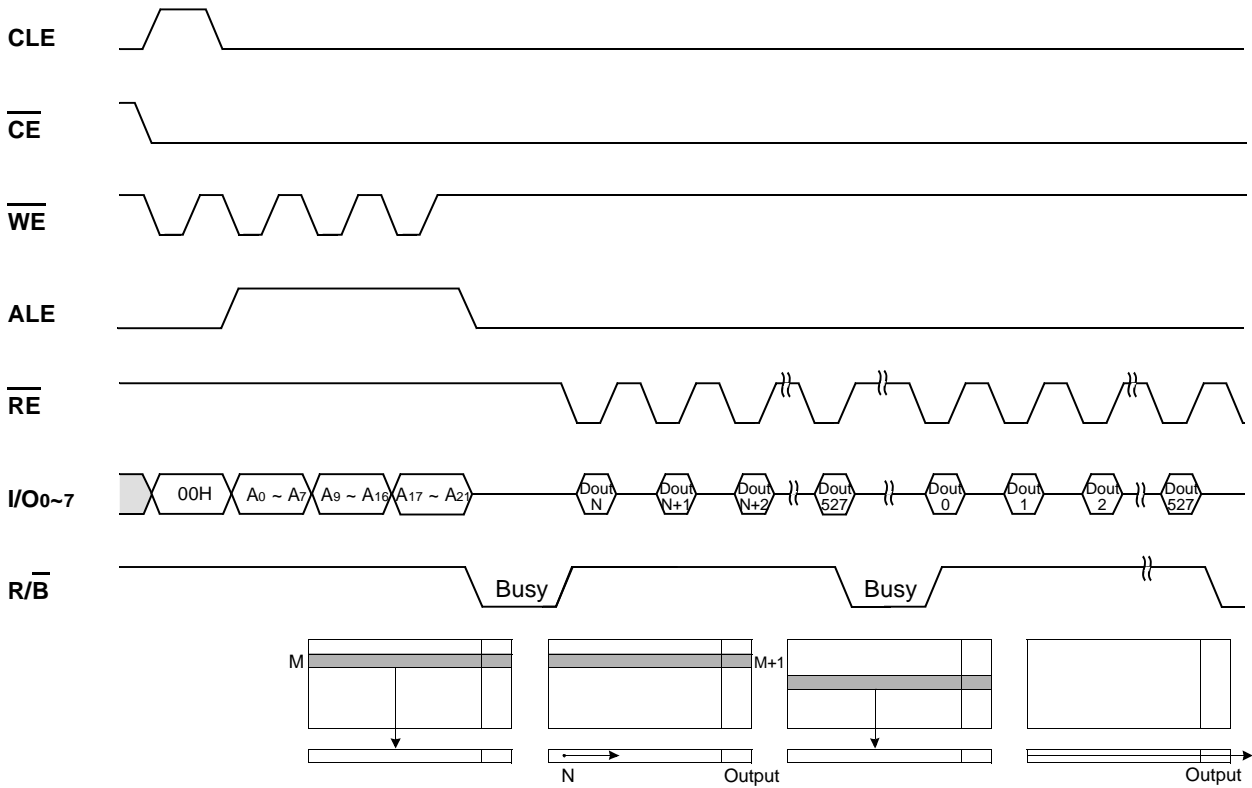 CLE
CE
WE
ALE
RE
I/O0~7
00H
A0 ~ A7
A9 ~ A16
A17 ~ A21
Dout
N
Dout
N+1
Dout
N+2
Dout
527
Dout
0
Dout
1
Dout
2
Dout
527
R/B
Busy
Busy
M
M+1
N
Output
Output